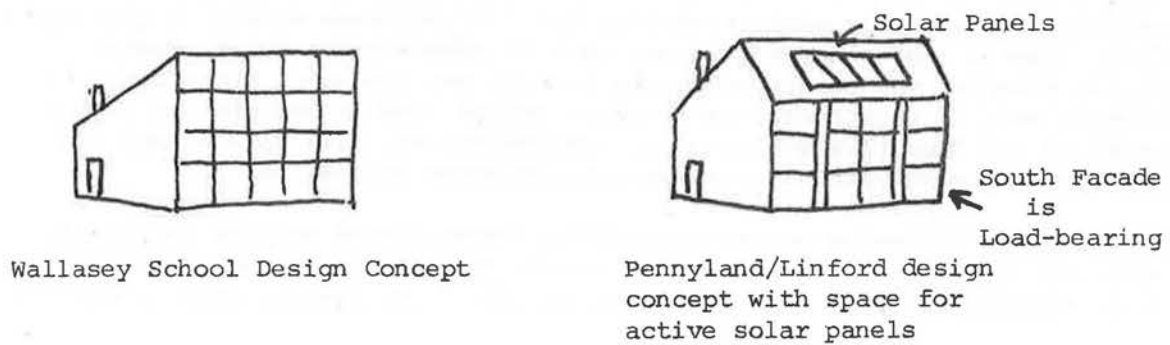 Solar Panels
South Facade
is
Load-bearing
Wallasey School Design Concept
Pennyland/Linford design
concept with space for
active solar panels